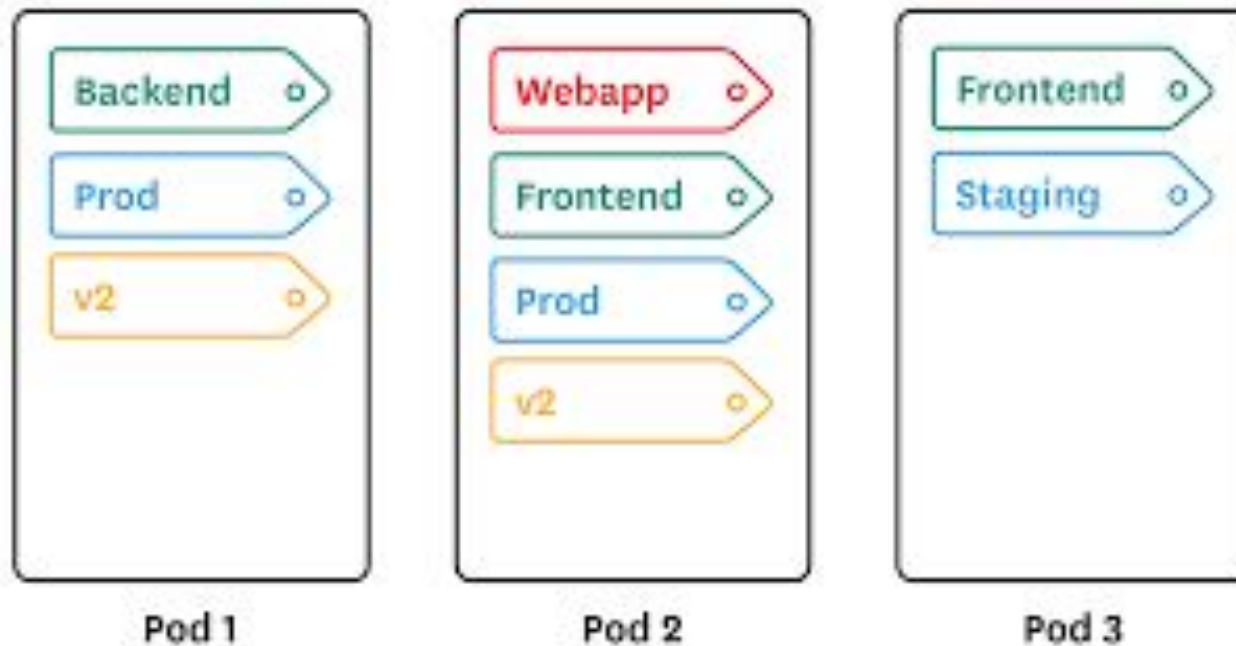 Backend
Prod
v2
Pod 1
Webapp
Frontend
Prod
v2
Pod 2
Frontend
Staging
Pod 3